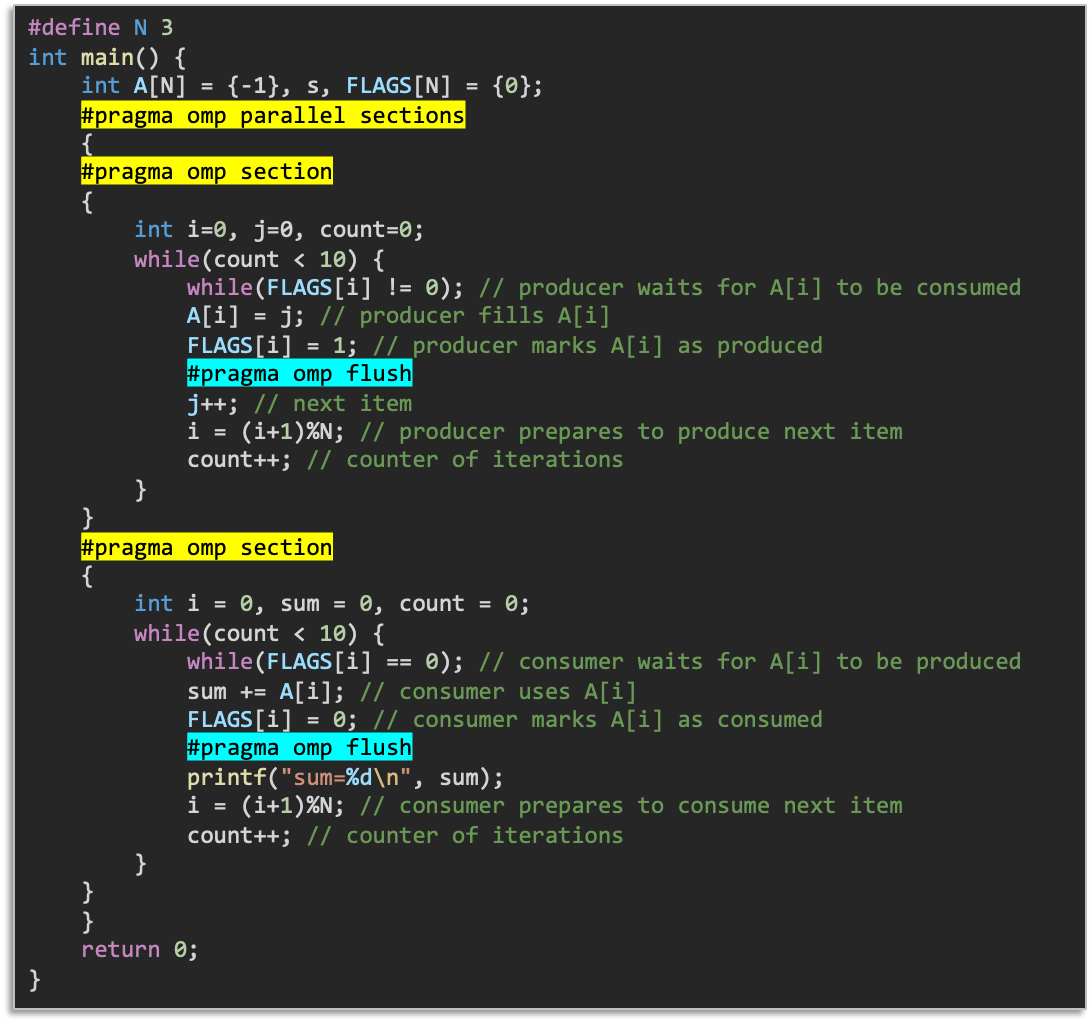 #define N 3
int main() {
    int A[N] = {-1}, s, FLAGS[N] = {0};
    #pragma omp parallel sections
    {
    #pragma omp section
    {
        int i=0, j=0, count=0;
        while(count < 10) {
            while(FLAGS[i] != 0); // producer waits for A[i] to be consumed
            A[i] = j; // producer fills A[i]
            FLAGS[i] = 1; // producer marks A[i] as produced
            #pragma omp flush
            j++; // next item
            i = (i+1)%N; // producer prepares to produce next item
            count++; // counter of iterations
        }
    }
    #pragma omp section
    {
        int i = 0, sum = 0, count = 0;
        while(count < 10) {
            while(FLAGS[i] == 0); // consumer waits for A[i] to be produced
            sum += A[i]; // consumer uses A[i]
            FLAGS[i] = 0; // consumer marks A[i] as consumed
            #pragma omp flush
            printf("sum=%d\n", sum);
            i = (i+1)%N; // consumer prepares to consume next item
            count++; // counter of iterations
        }
    }
    }
    return 0;
}